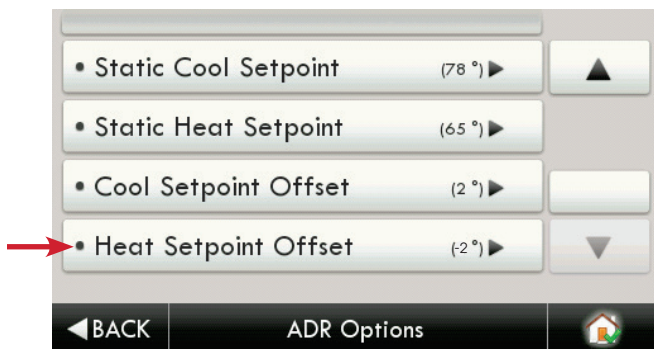 • Static Cool Setpoint (78 °) ▶
• Static Heat Setpoint (65 °) ▶
• Cool Setpoint Offset (2 °) ▶
• Heat Setpoint Offset (-2 °) ▶
◀ BACK ADR Options